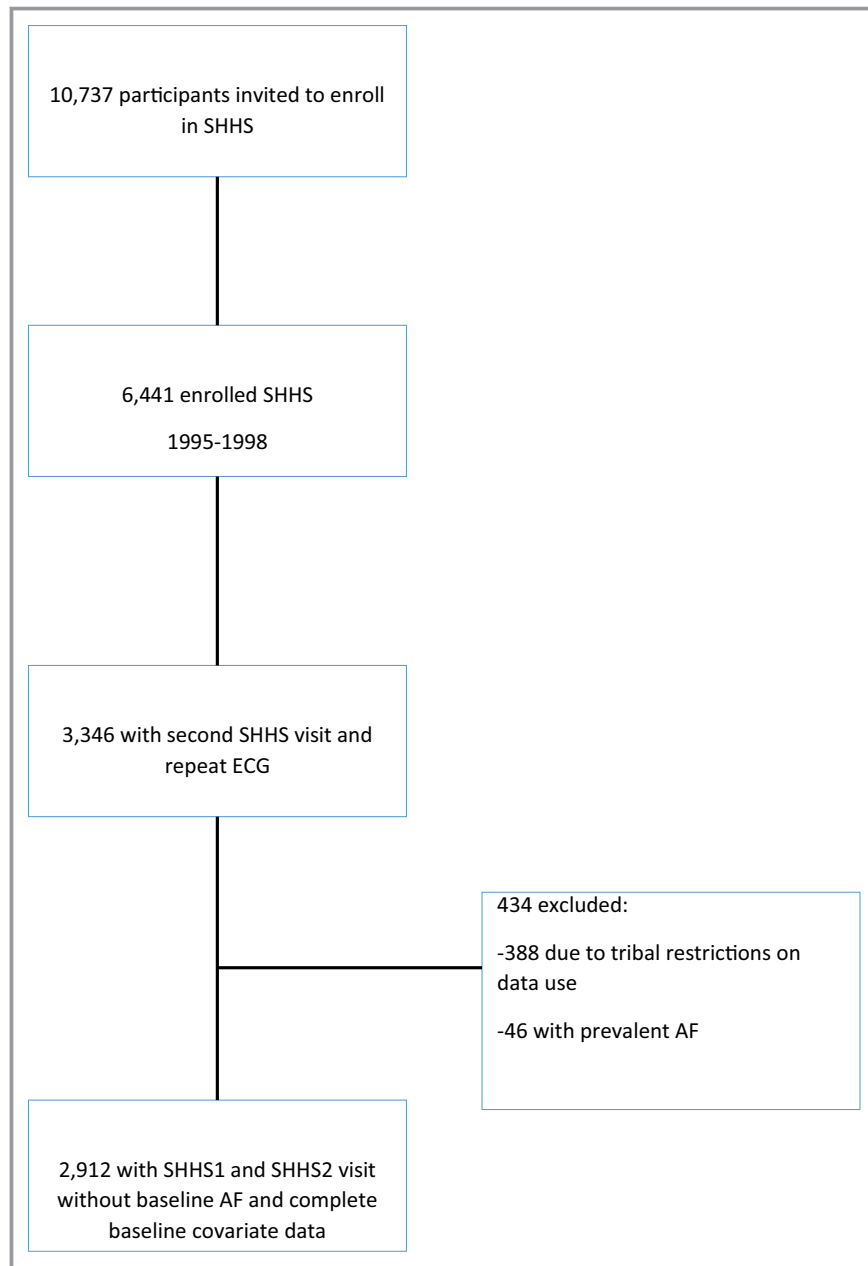 10,737 participants invited to enroll
in SHHS
6,441 enrolled SHHS
1995-1998
3,346 with second SHHS visit and
repeat ECG
434 excluded:
-388 due to tribal restrictions on
data use
-46 with prevalent AF
2,912 with SHHS1 and SHHS2 visit
without baseline AF and complete
baseline covariate data